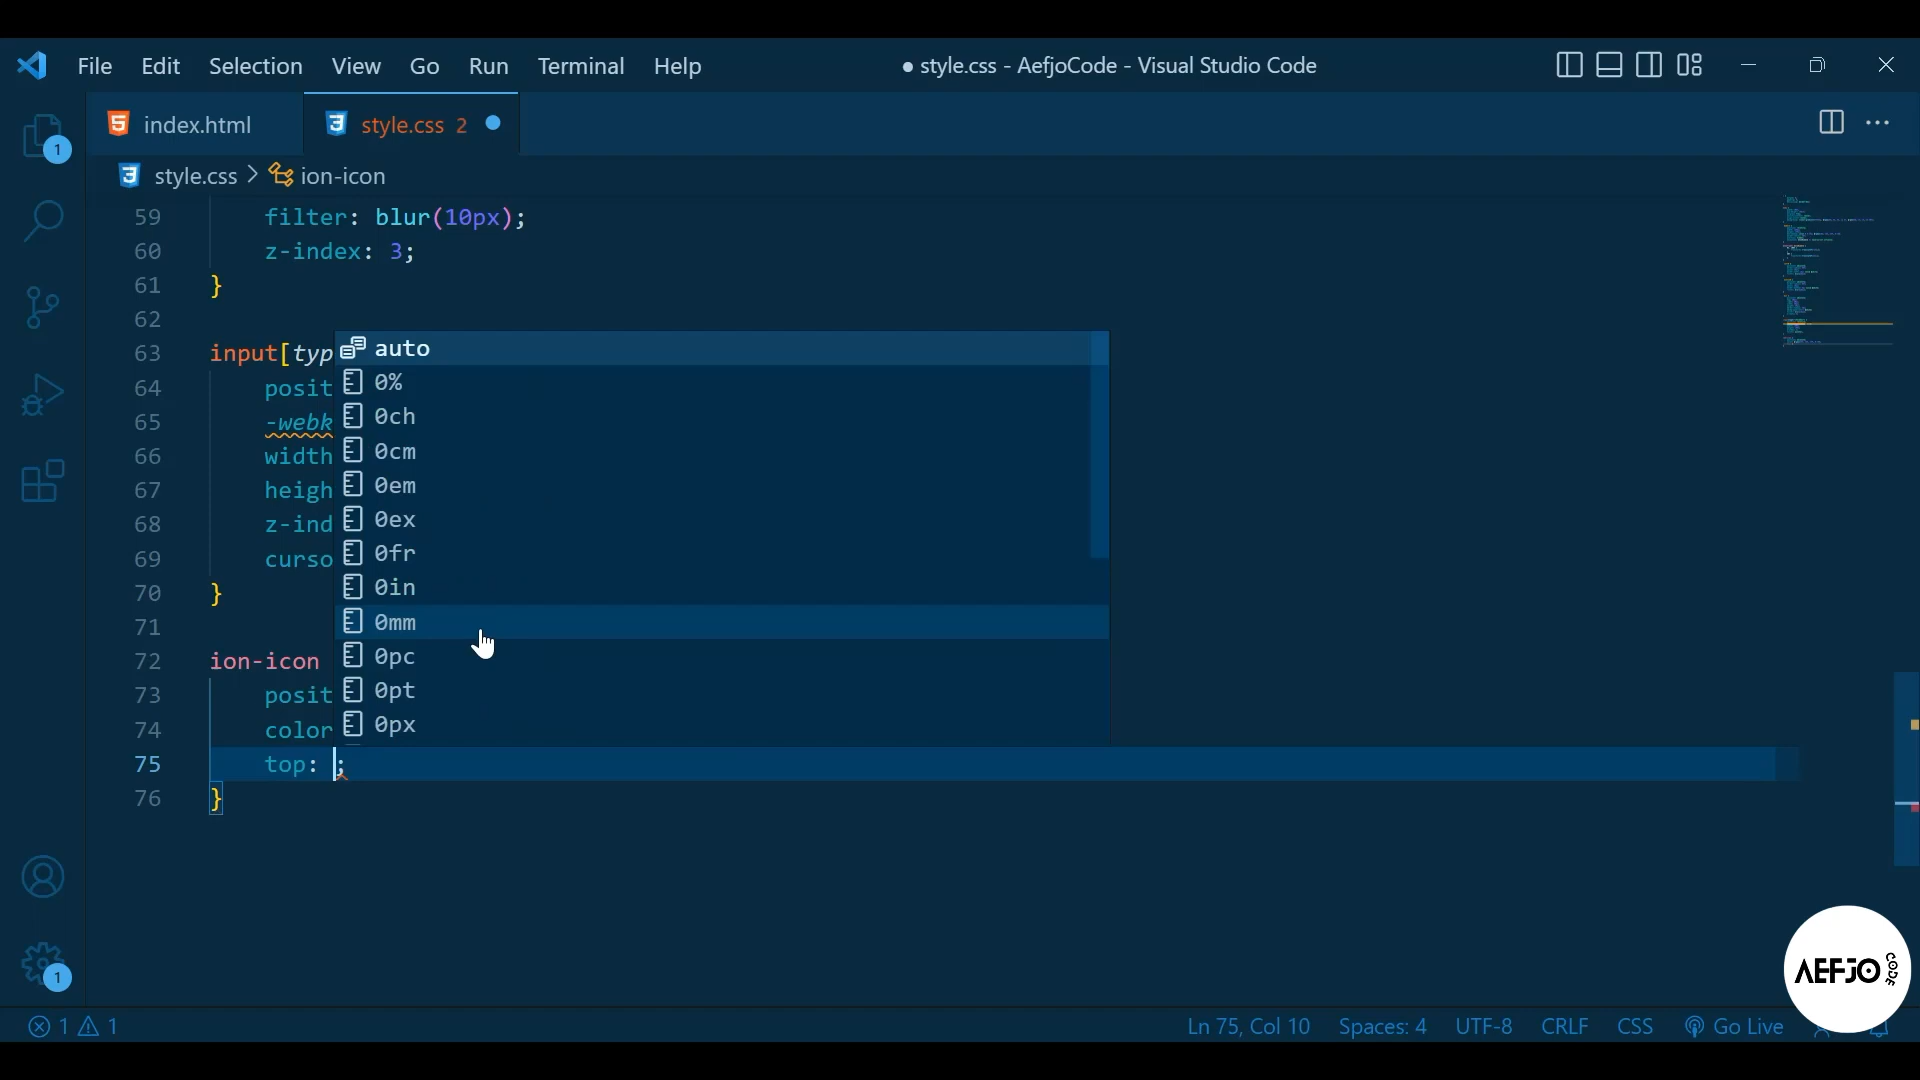 File Edit Selection View Go Run Terminal Help
● style.css - AefjoCode - Visual Studio Code
index.html
style.css 2
1
style.css > ion-icon
59 filter: blur(10px);
60 z-index: 3;
61 }
62
63 input[typ
64 posit
65 -webk
66 width
67 heigh
68 z-ind
69 curso
70 }
71
72 ion-icon
73 posit
74 color
75 top: ;
76 }
auto
0%
0ch
0cm
0em
0ex
0fr
0in
0mm
0pc
0pt
0px
1
AEFJO CODE
1 1
Ln 75, Col 10 Spaces: 4 UTF-8 CRLF CSS Go Live